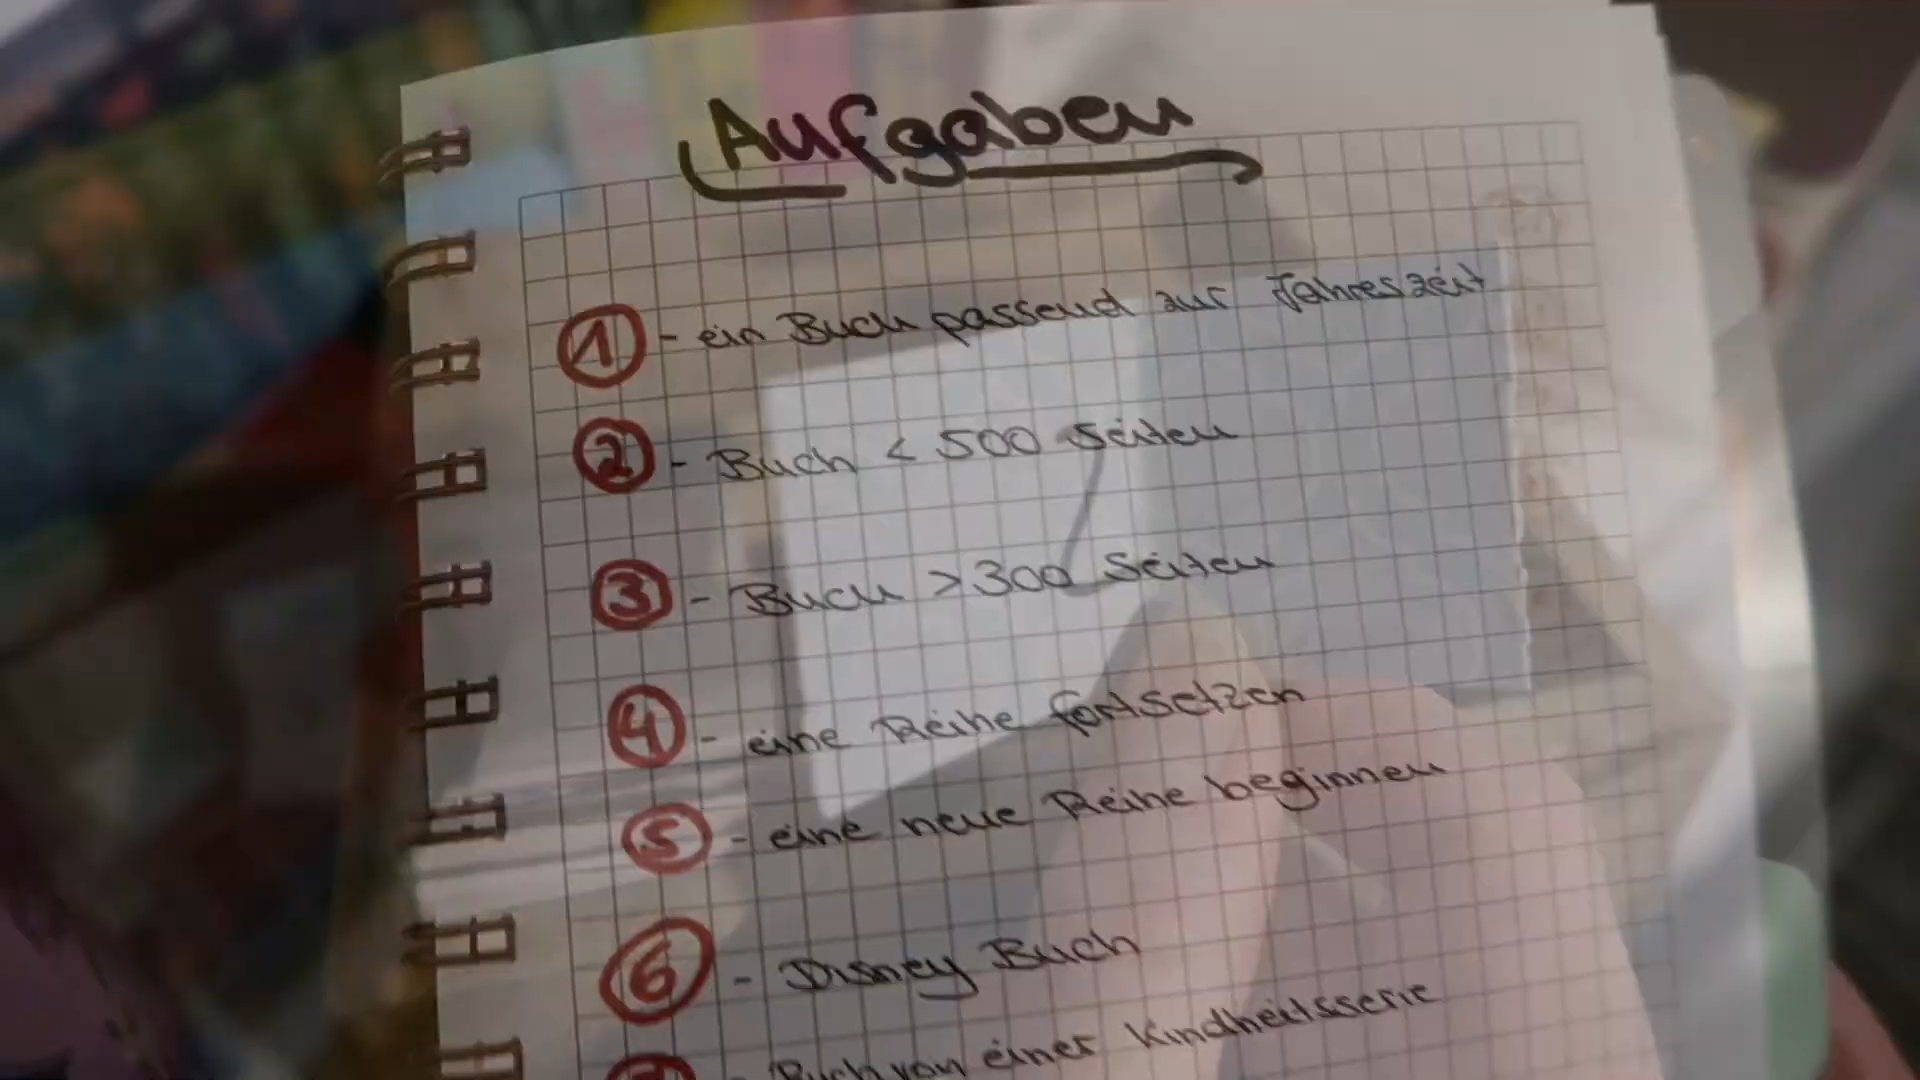 Aufgaben
1 - ein Buch passend zur Jahreszeit
2 - Buch < 500 Seiten
3 - Buch > 300 Seiten
4 - eine Reihe fortsetzen
5 - eine neue Reihe beginnen
6 - Disney Buch
7 - Buch von einer Kindheitsserie